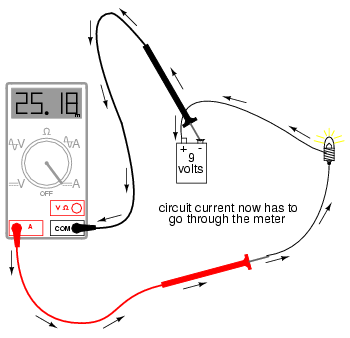 25.18
m
Ω
V A
V A
OFF
V Ω
A COM
+ -
9
volts
circuit current now has to
go through the meter